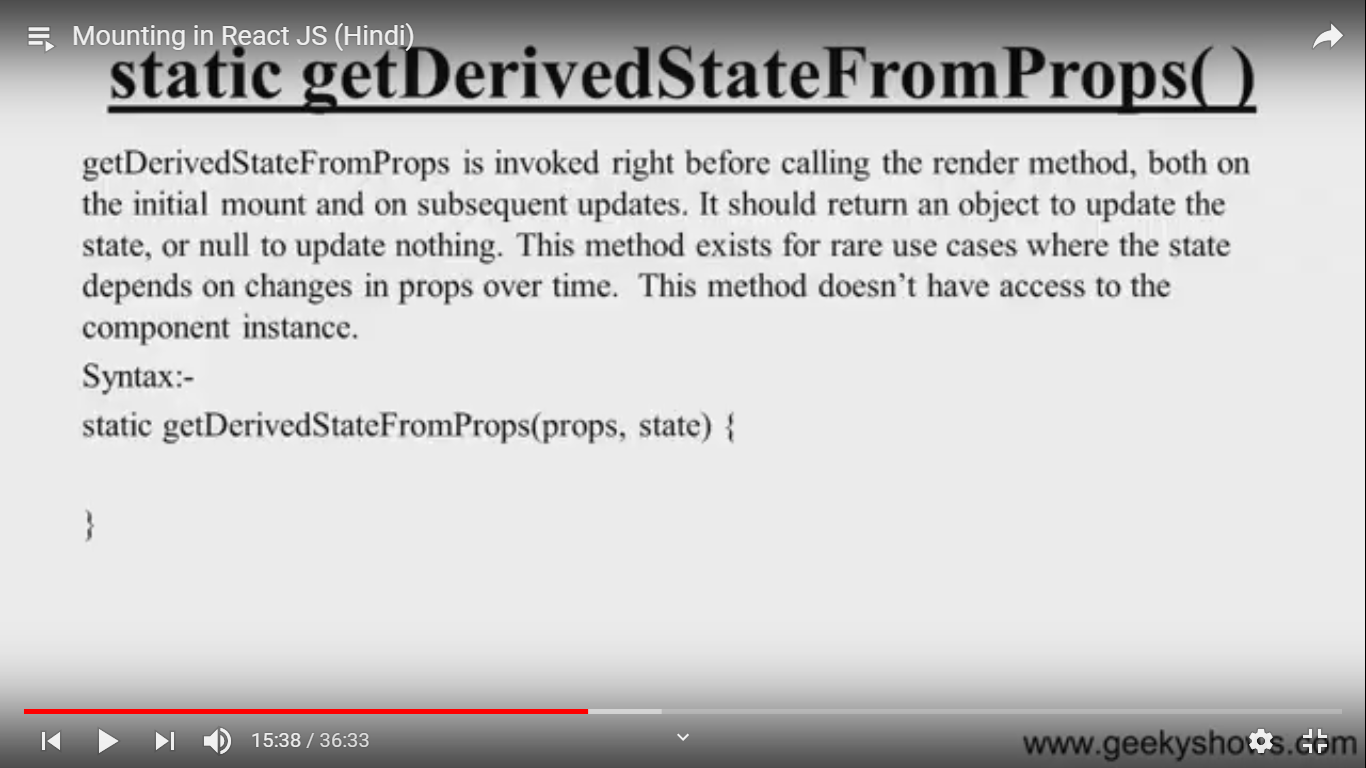 Mounting in React JS (Hindi)
static getDerivedStateFromProps( )
getDerivedStateFromProps is invoked right before calling the render method, both on
the initial mount and on subsequent updates. It should return an object to update the
state, or null to update nothing. This method exists for rare use cases where the state
depends on changes in props over time. This method doesn’t have access to the
component instance.
Syntax:-
static getDerivedStateFromProps(props, state) {
}
15:38 / 36:33
www.geekyshows.com